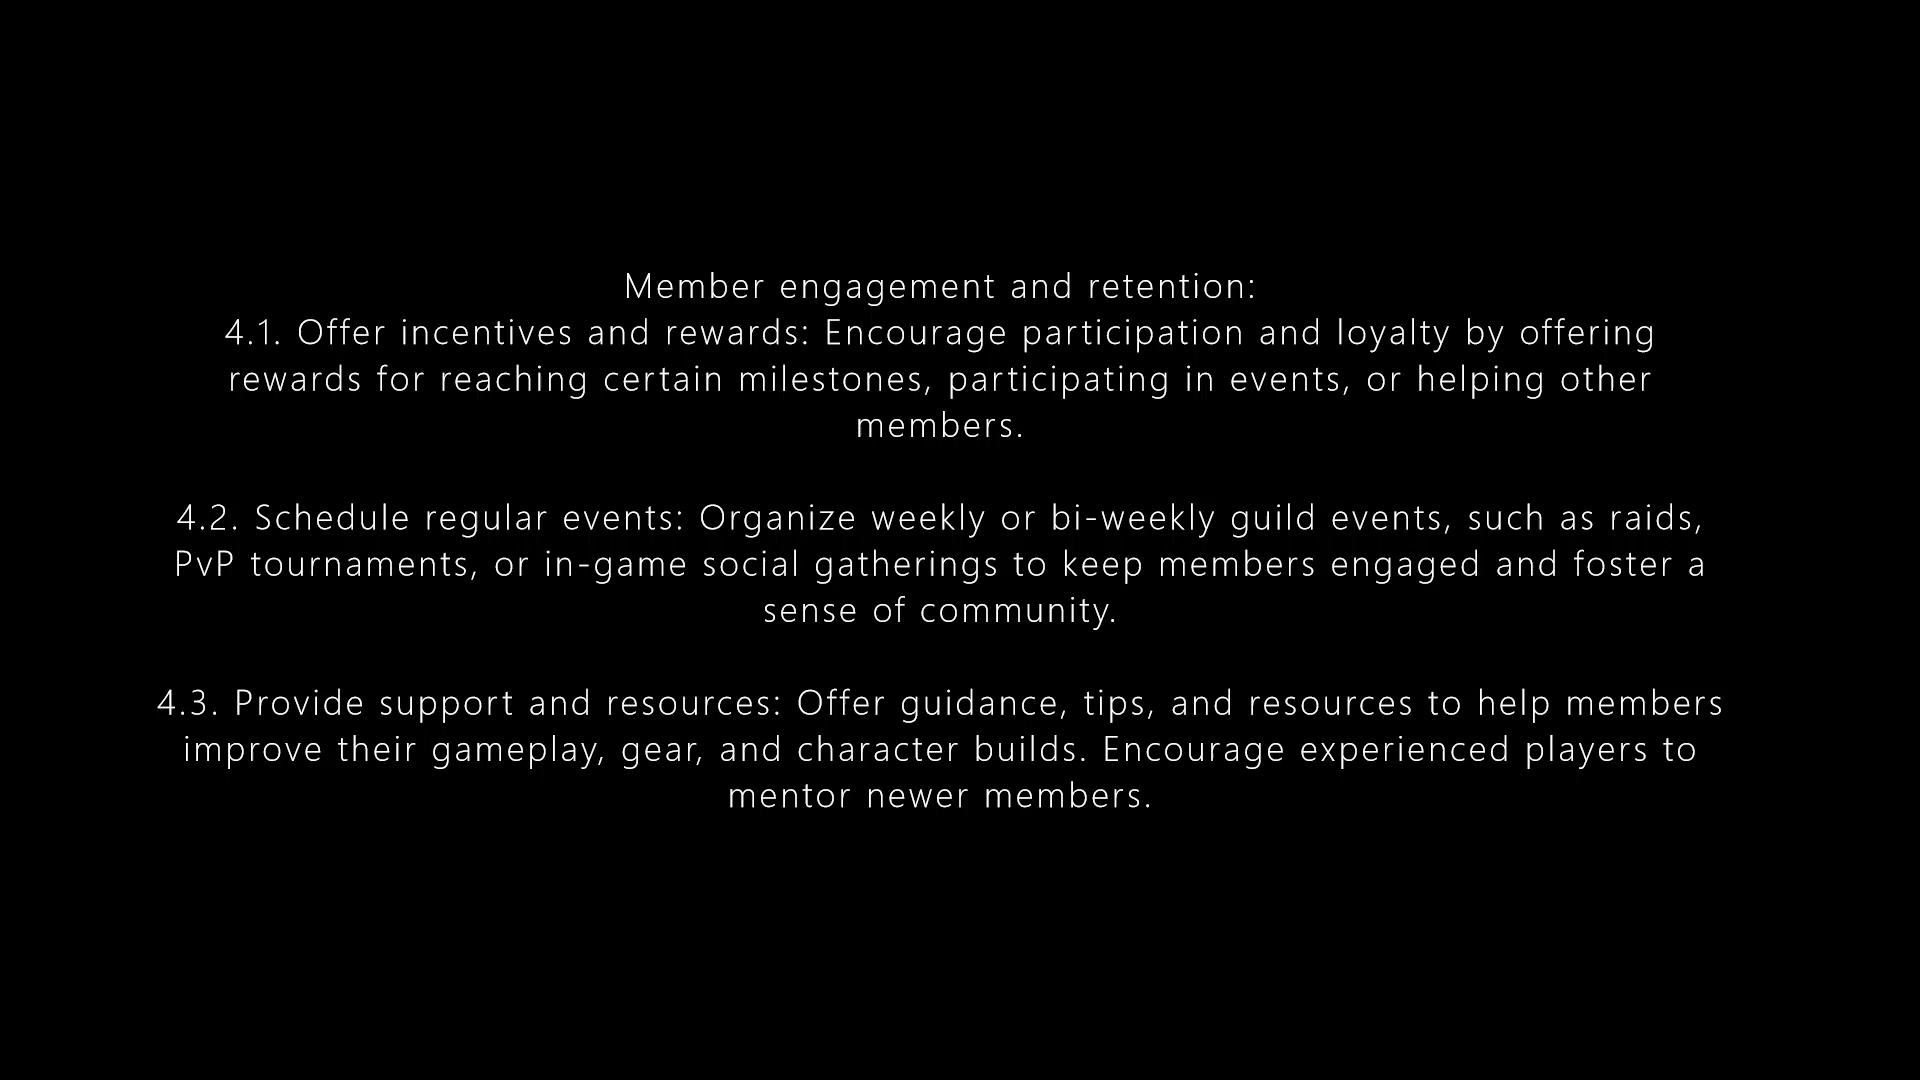 Member engagement and retention:
4.1. Offer incentives and rewards: Encourage participation and loyalty by offering
rewards for reaching certain milestones, participating in events, or helping other
members.
4.2. Schedule regular events: Organize weekly or bi-weekly guild events, such as raids,
PvP tournaments, or in-game social gatherings to keep members engaged and foster a
sense of community.
4.3. Provide support and resources: Offer guidance, tips, and resources to help members
improve their gameplay, gear, and character builds. Encourage experienced players to
mentor newer members.